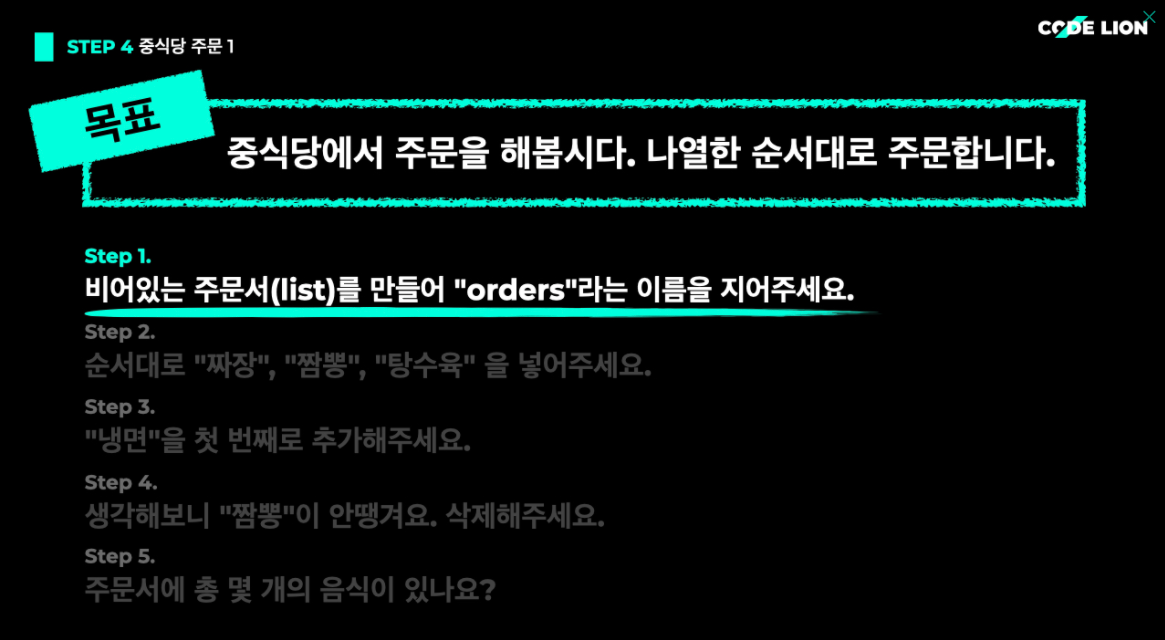 CODE LION
STEP 4 중식당 주문 1
목표
중식당에서 주문을 해봅시다. 나열한 순서대로 주문합니다.
Step 1.
비어있는 주문서(list)를 만들어 "orders"라는 이름을 지어주세요.
Step 2.
순서대로 "짜장", "짬뽕", "탕수육" 을 넣어주세요.
Step 3.
"냉면"을 첫 번째로 추가해주세요.
Step 4.
생각해보니 "짬뽕"이 안땡겨요. 삭제해주세요.
Step 5.
주문서에 총 몇 개의 음식이 있나요?